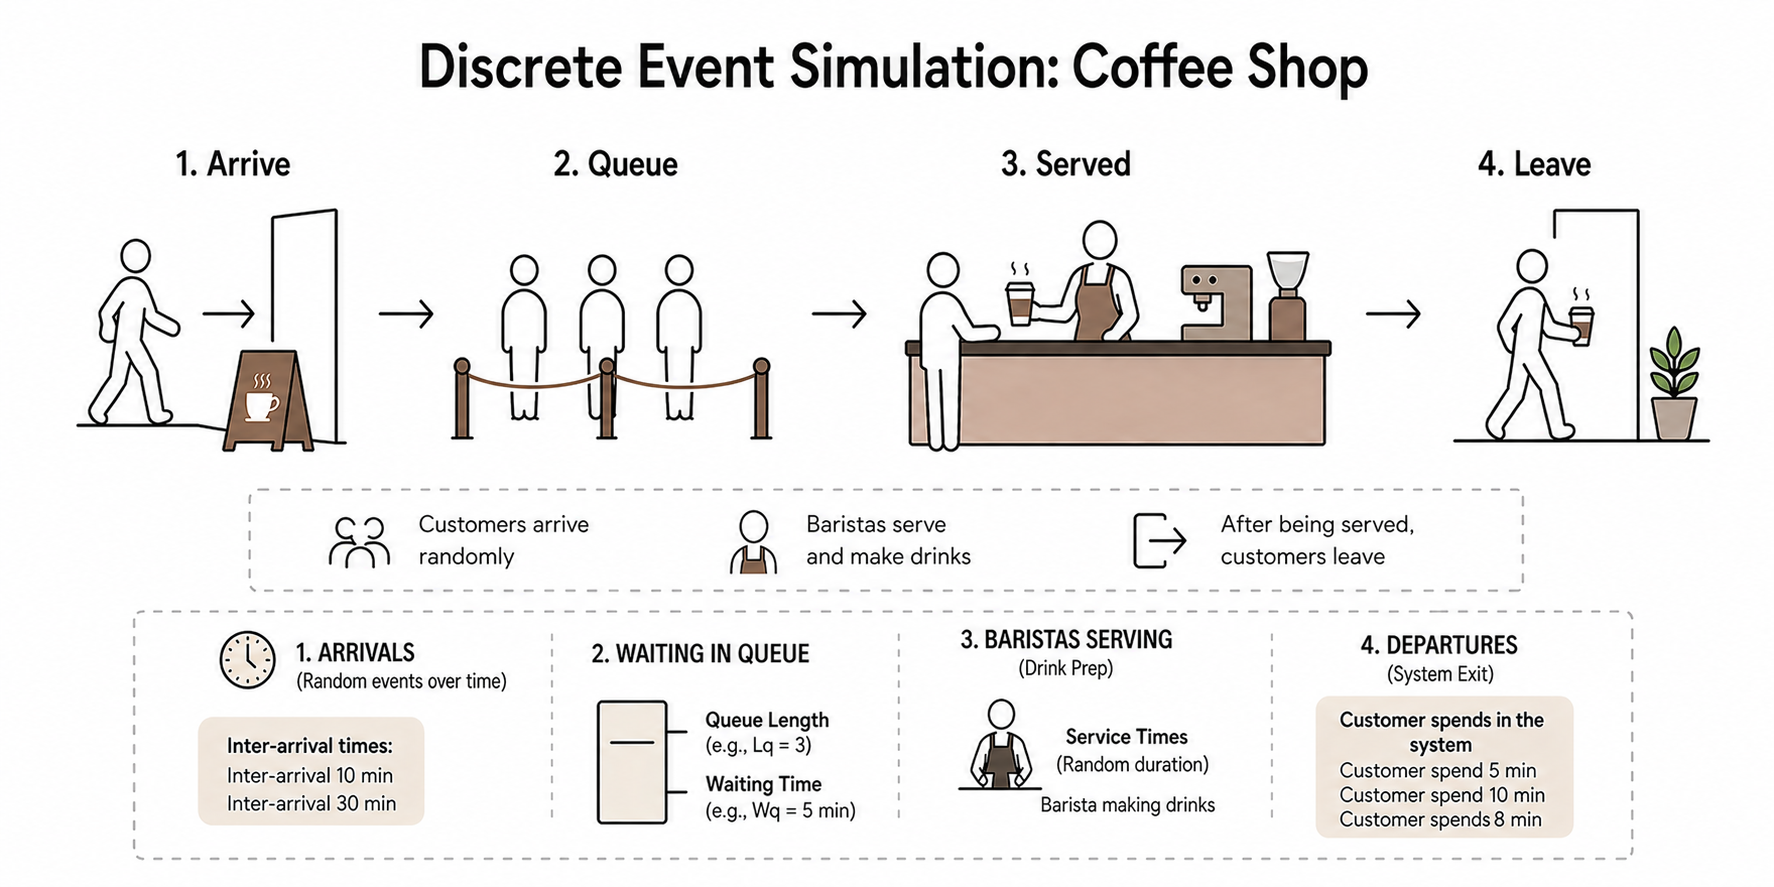 Discrete Event Simulation: Coffee Shop
1. Arrive
2. Queue
3. Served
4. Leave
Customers arrive
randomly
Baristas serve
and make drinks
After being served,
customers leave
1. ARRIVALS
(Random events over time)
Inter-arrival times:
Inter-arrival 10 min
Inter-arrival 30 min
2. WAITING IN QUEUE
Queue Length
(e.g., Lq = 3)
Waiting Time
(e.g., Wq = 5 min)
3. BARISTAS SERVING
(Drink Prep)
Service Times
(Random duration)
Barista making drinks
4. DEPARTURES
(System Exit)
Customer spends in the
system
Customer spend 5 min
Customer spend 10 min
Customer spends 8 min